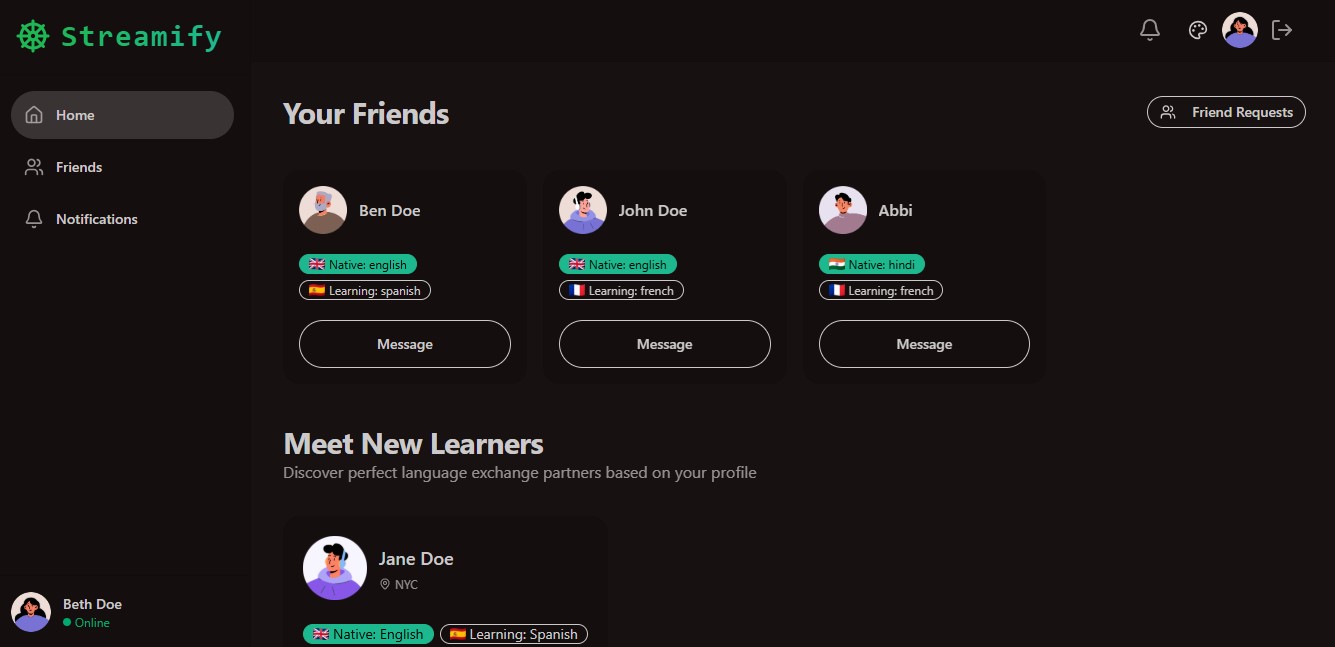 Streamify
Home
Friends
Notifications
Your Friends
Friend Requests
Ben Doe
Native: english
Learning: spanish
Message
John Doe
Native: english
Learning: french
Message
Abbi
Native: hindi
Learning: french
Message
Meet New Learners
Discover perfect language exchange partners based on your profile
Jane Doe
NYC
Native: English
Learning: Spanish
Beth Doe
Online